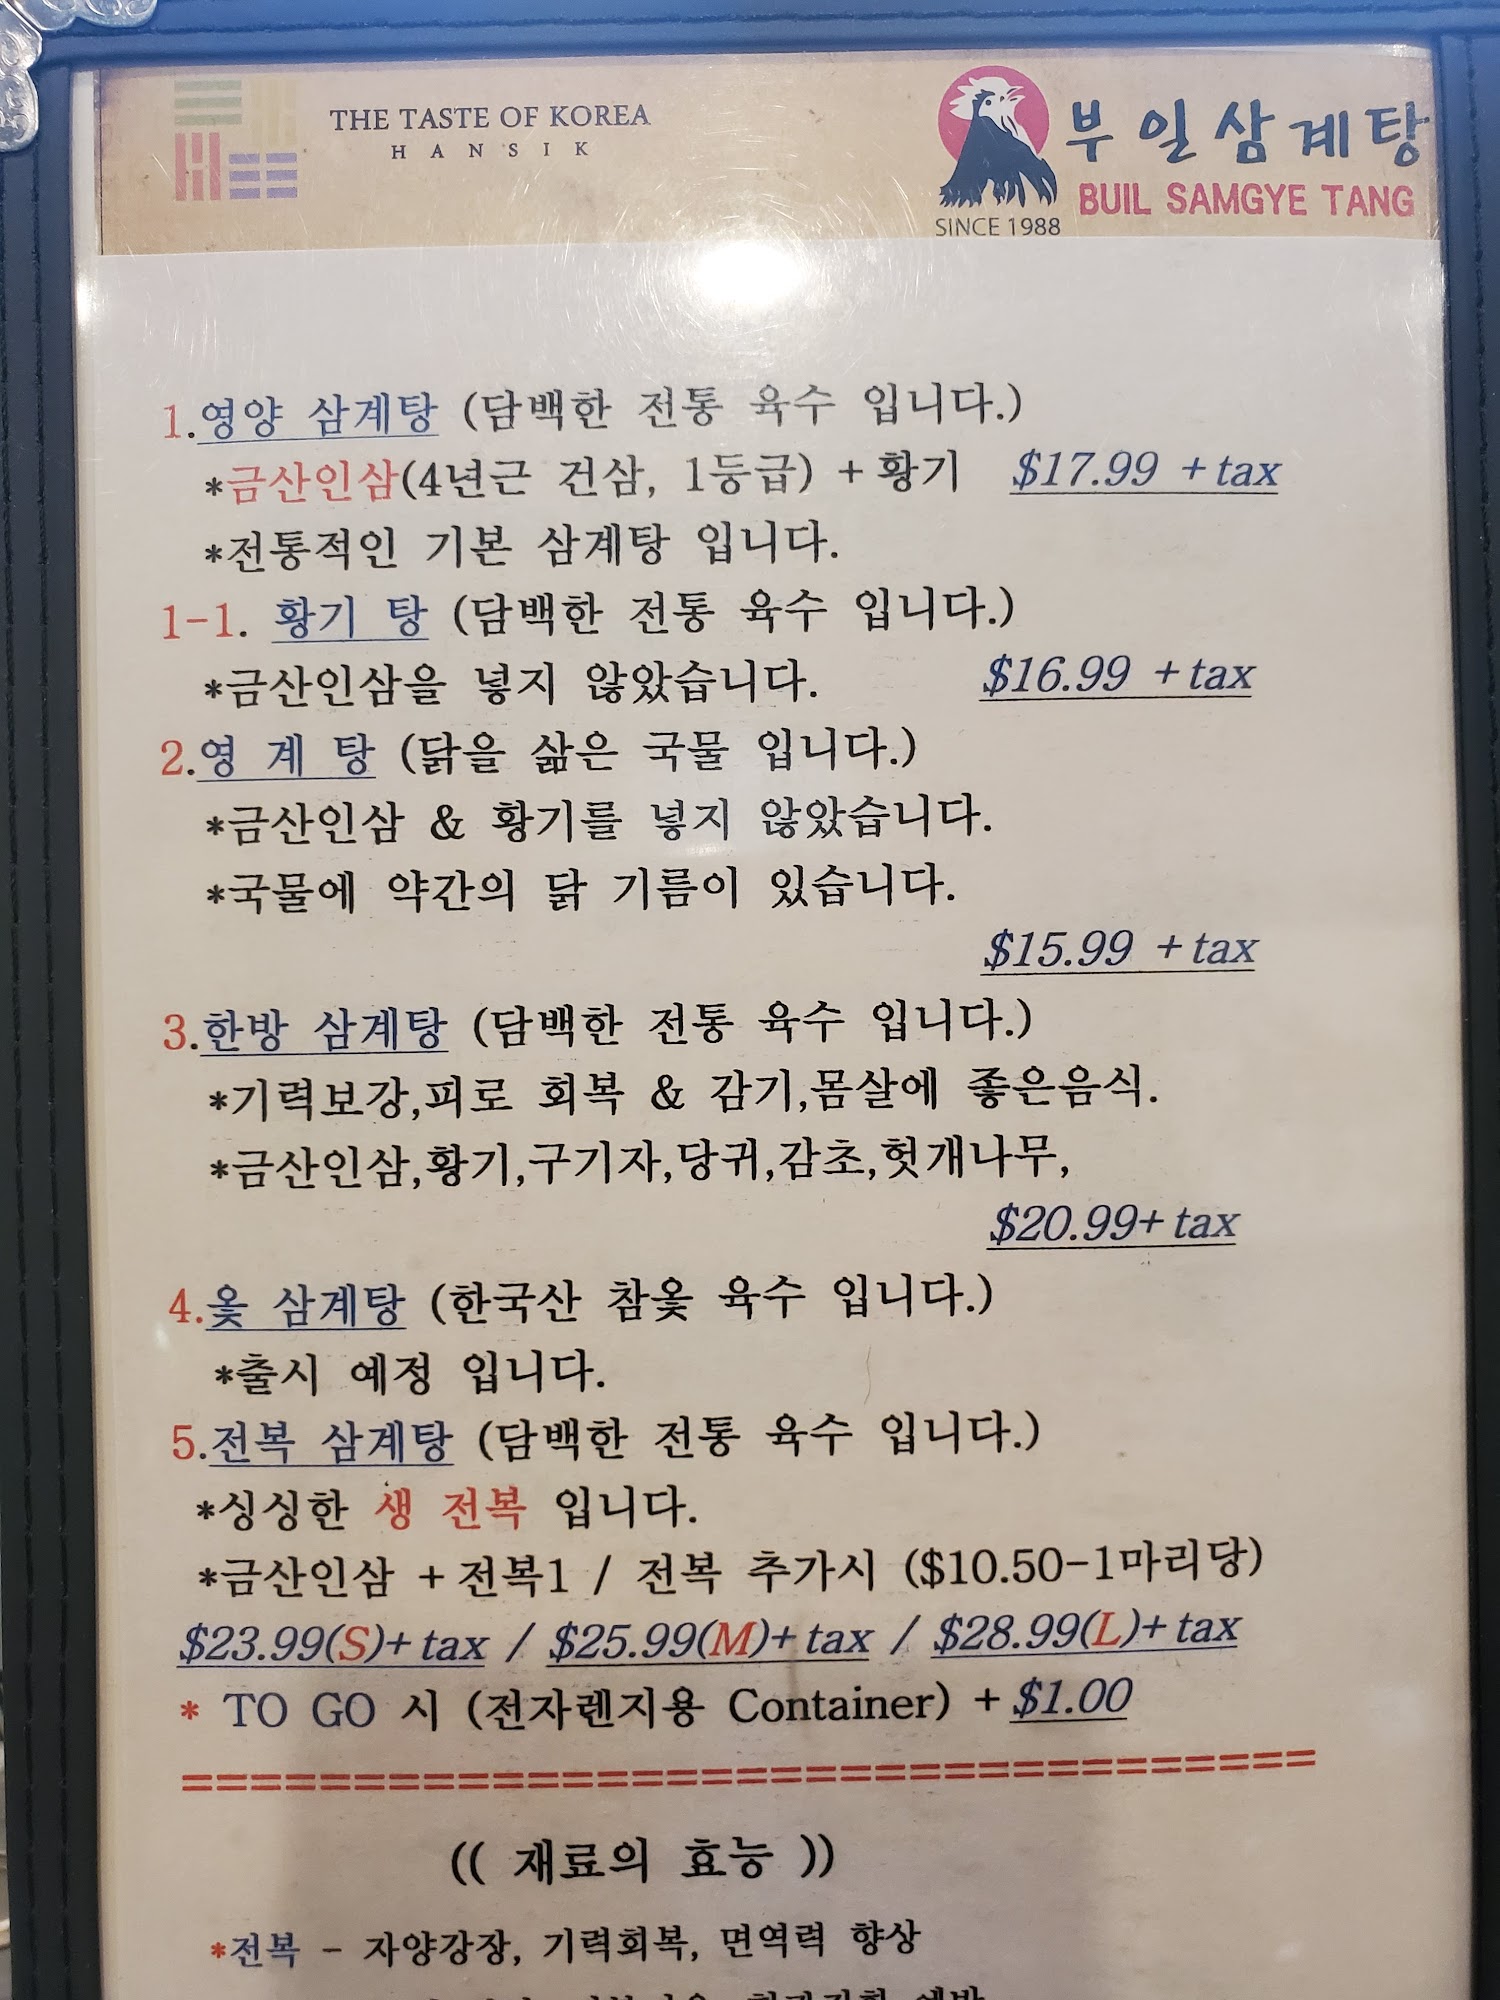 THE TASTE OF KOREA
HANSIK
부일삼계탕
BUIL SAMGYE TANG
SINCE 1988
1.영양 삼계탕 (담백한 전통 육수 입니다.)
*금산인삼(4년근 건삼, 1등급) + 황기 $17.99 + tax
*전통적인 기본 삼계탕 입니다.
1-1. 황기 탕 (담백한 전통 육수 입니다.)
*금산인삼을 넣지 않았습니다. $16.99 + tax
2.영 계 탕 (닭을 삶은 국물 입니다.)
*금산인삼 & 황기를 넣지 않았습니다.
*국물에 약간의 닭 기름이 있습니다.
$15.99 + tax
3.한방 삼계탕 (담백한 전통 육수 입니다.)
*기력보강,피로 회복 & 감기,몸살에 좋은음식.
*금산인삼,황기,구기자,당귀,감초,헛개나무,
$20.99+ tax
4.옻 삼계탕 (한국산 참옻 육수 입니다.)
*출시 예정 입니다.
5.전복 삼계탕 (담백한 전통 육수 입니다.)
*싱싱한 생 전복 입니다.
*금산인삼 + 전복1 / 전복 추가시 ($10.50-1마리당)
$23.99(S)+ tax / $25.99(M)+ tax / $28.99(L)+ tax
* TO GO 시 (전자렌지용 Container) + $1.00
=================================
(( 재료의 효능 ))
*전복 - 자양강장, 기력회복, 면역력 향상